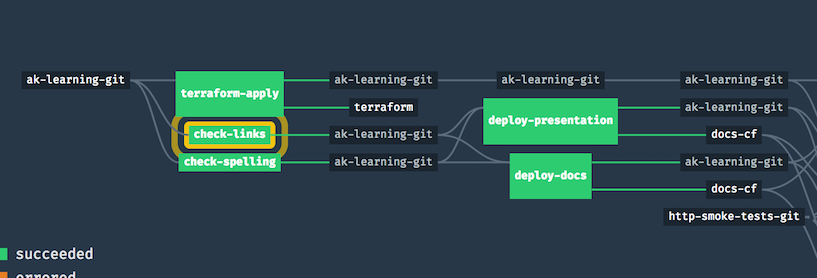 ak-learning-git
terraform-apply
ak-learning-git
ak-learning-git
ak-learning-git
terraform
check-links
ak-learning-git
deploy-presentation
ak-learning-git
docs-cf
check-spelling
ak-learning-git
deploy-docs
ak-learning-git
docs-cf
http-smoke-tests-git
succeeded
errored